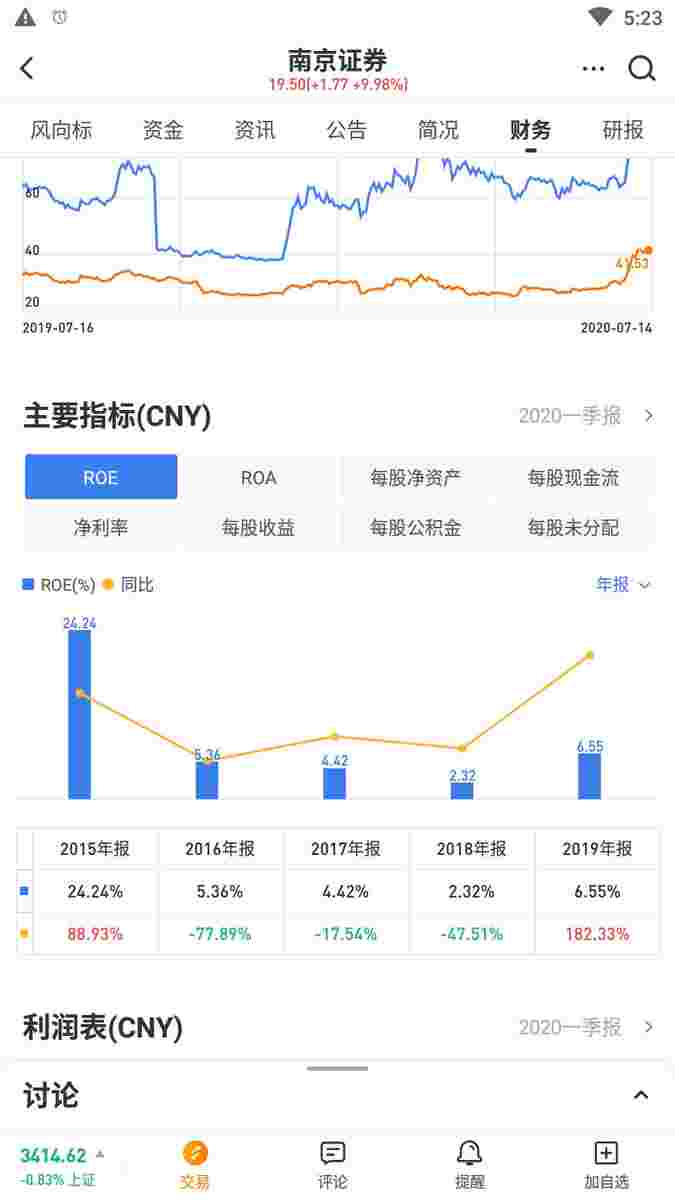 5:23
南京证券
19.50(+1.77 +9.98%)
风向标 资金 资讯 公告 简况 财务 研报
60
40
41.53
20
2019-07-16 2020-07-14
主要指标(CNY) 2020一季报
ROE ROA 每股净资产 每股现金流
净利率 每股收益 每股公积金 每股未分配
ROE(%) 同比 年报
24.24
5.36
4.42
2.32
6.55
2015年报 2016年报 2017年报 2018年报 2019年报
24.24% 5.36% 4.42% 2.32% 6.55%
88.93% -77.89% -17.54% -47.51% 182.33%
利润表(CNY) 2020一季报
讨论
3414.62
-0.83% 上证
交易 评论 提醒 加自选